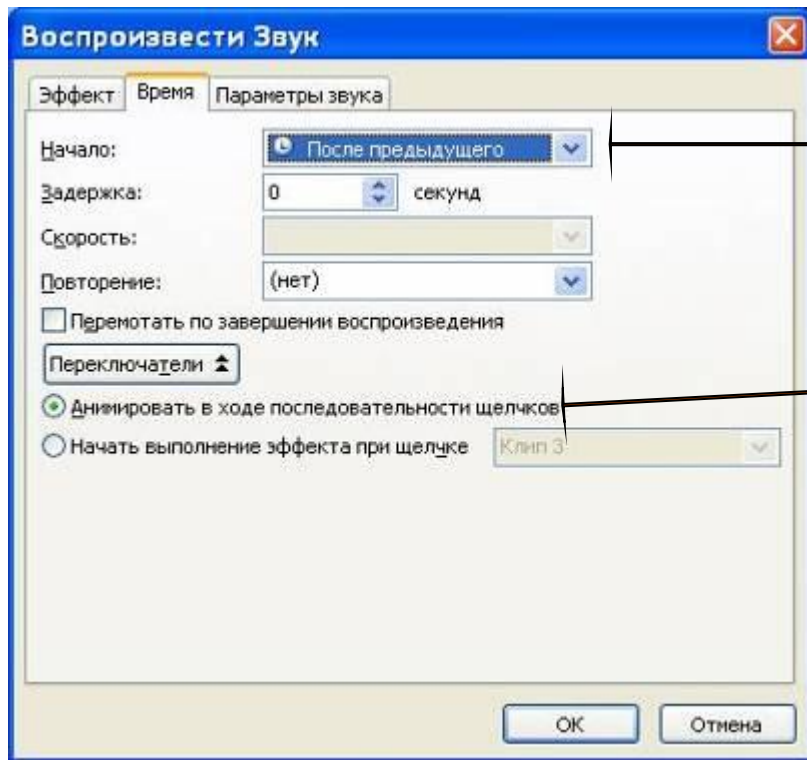 Воспроизвести Звук
Эффект Время Параметры звука
Начало: После предыдущего
Задержка: 0 секунд
Скорость:
Повторение: (нет)
Перемотать по завершении воспроизведения
Переключатели
Анимировать в ходе последовательности щелчков
Начать выполнение эффекта при щелчке Клип 3
ОК Отмена